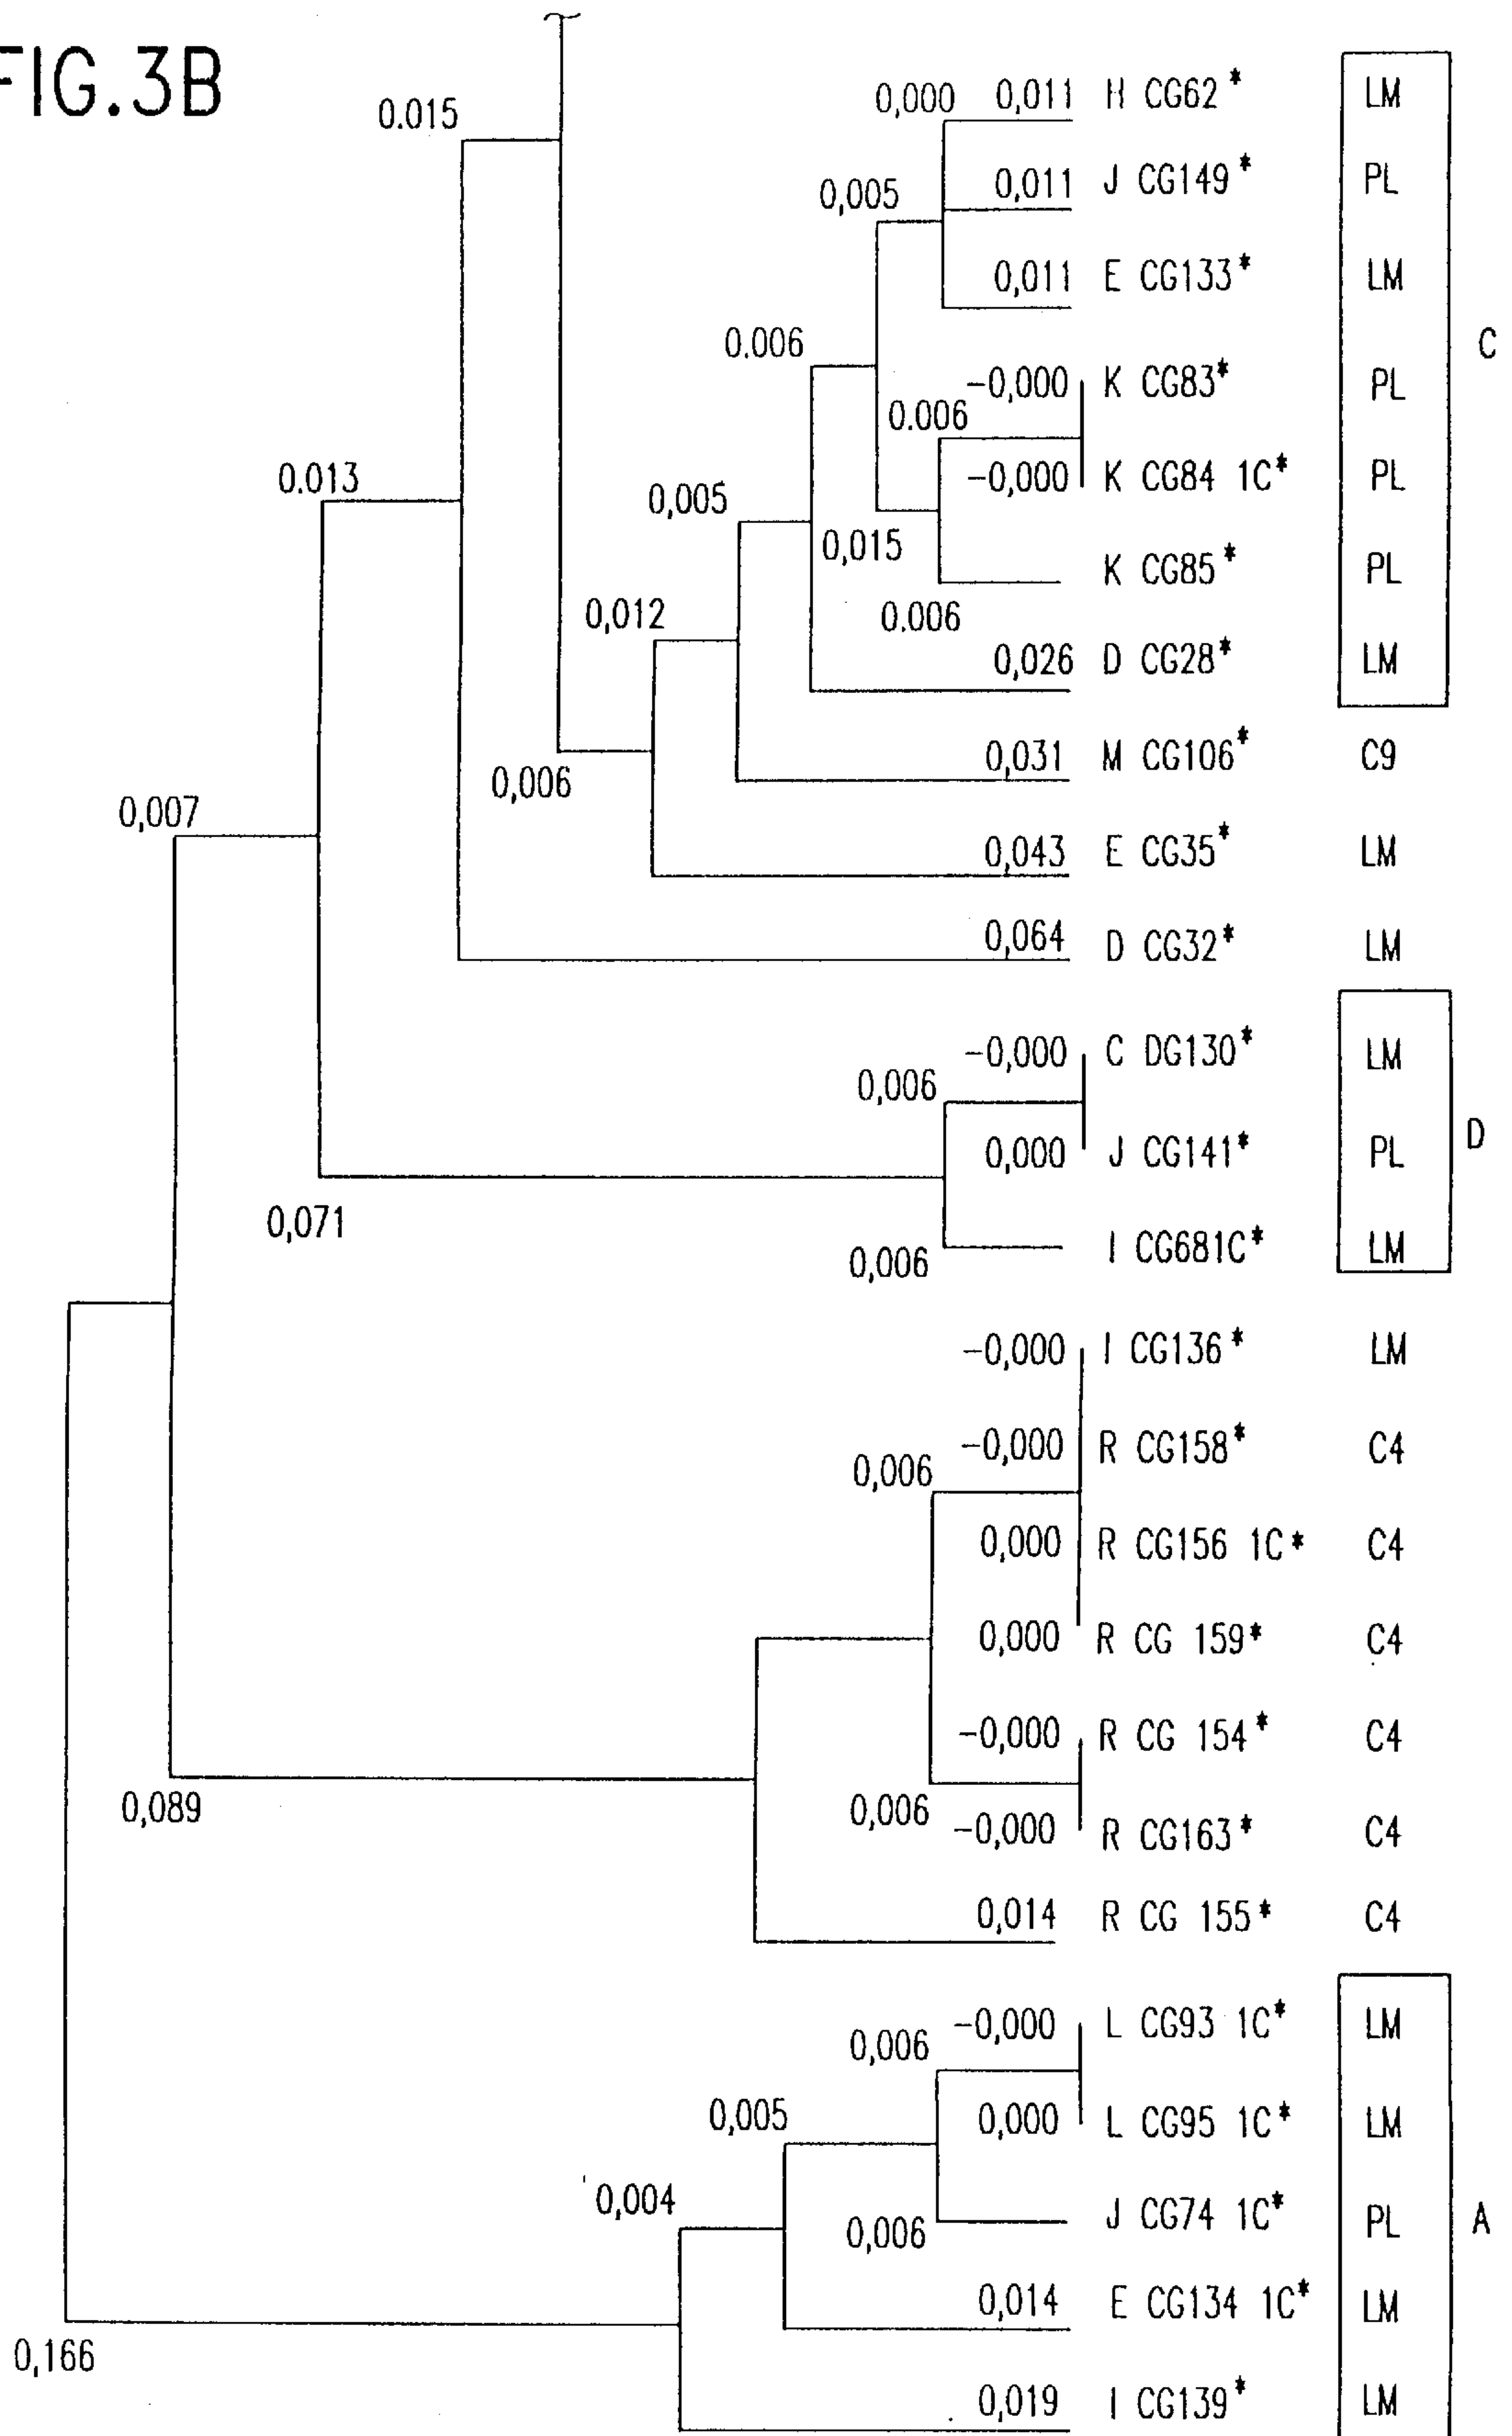 FIG.3B
0.015
0,000 0,011 H CG62* LM
0,005 0,011 J CG149* PL
0,011 E CG133* LM
C
0.006
-0,000 K CG83* PL
0.006
-0,000 K CG84 1C* PL
0.013
0,005
0,015
K CG85* PL
0,012
0.006
0,026 D CG28* LM
0,006
0,031 M CG106* C9
0,007
0,043 E CG35* LM
0,064 D CG32* LM
-0,000 C DG130* LM
0,006
D
0,000 J CG141* PL
0,071
0,006 I CG681C* LM
-0,000 I CG136* LM
-0,000 R CG158* C4
0,006
0,000 R CG156 1C* C4
0,000 R CG 159* C4
-0,000 R CG 154* C4
0,089
0,006
-0,000 R CG163* C4
0,014 R CG 155* C4
-0,000 L CG93 1C* LM
0,006
0,005
0,000 L CG95 1C* LM
0,004
0,006 J CG74 1C* PL
A
0,014 E CG134 1C* LM
0,166
0,019 I CG139* LM